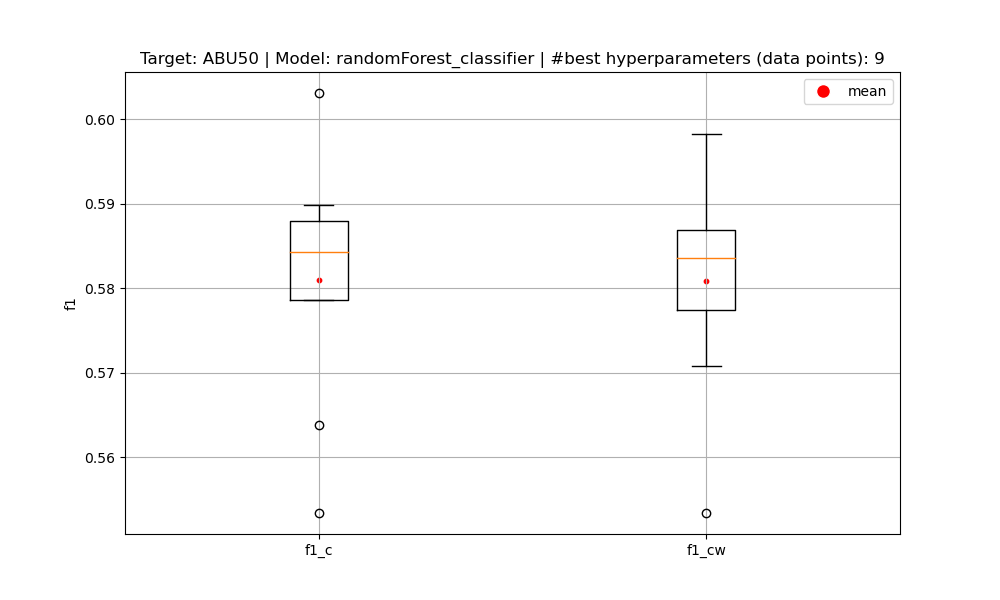 Target: ABU50 | Model: randomForest_classifier | #best hyperparameters (data points): 9
mean
0.60
0.59
0.58
0.57
0.56
f1
f1_c
f1_cw